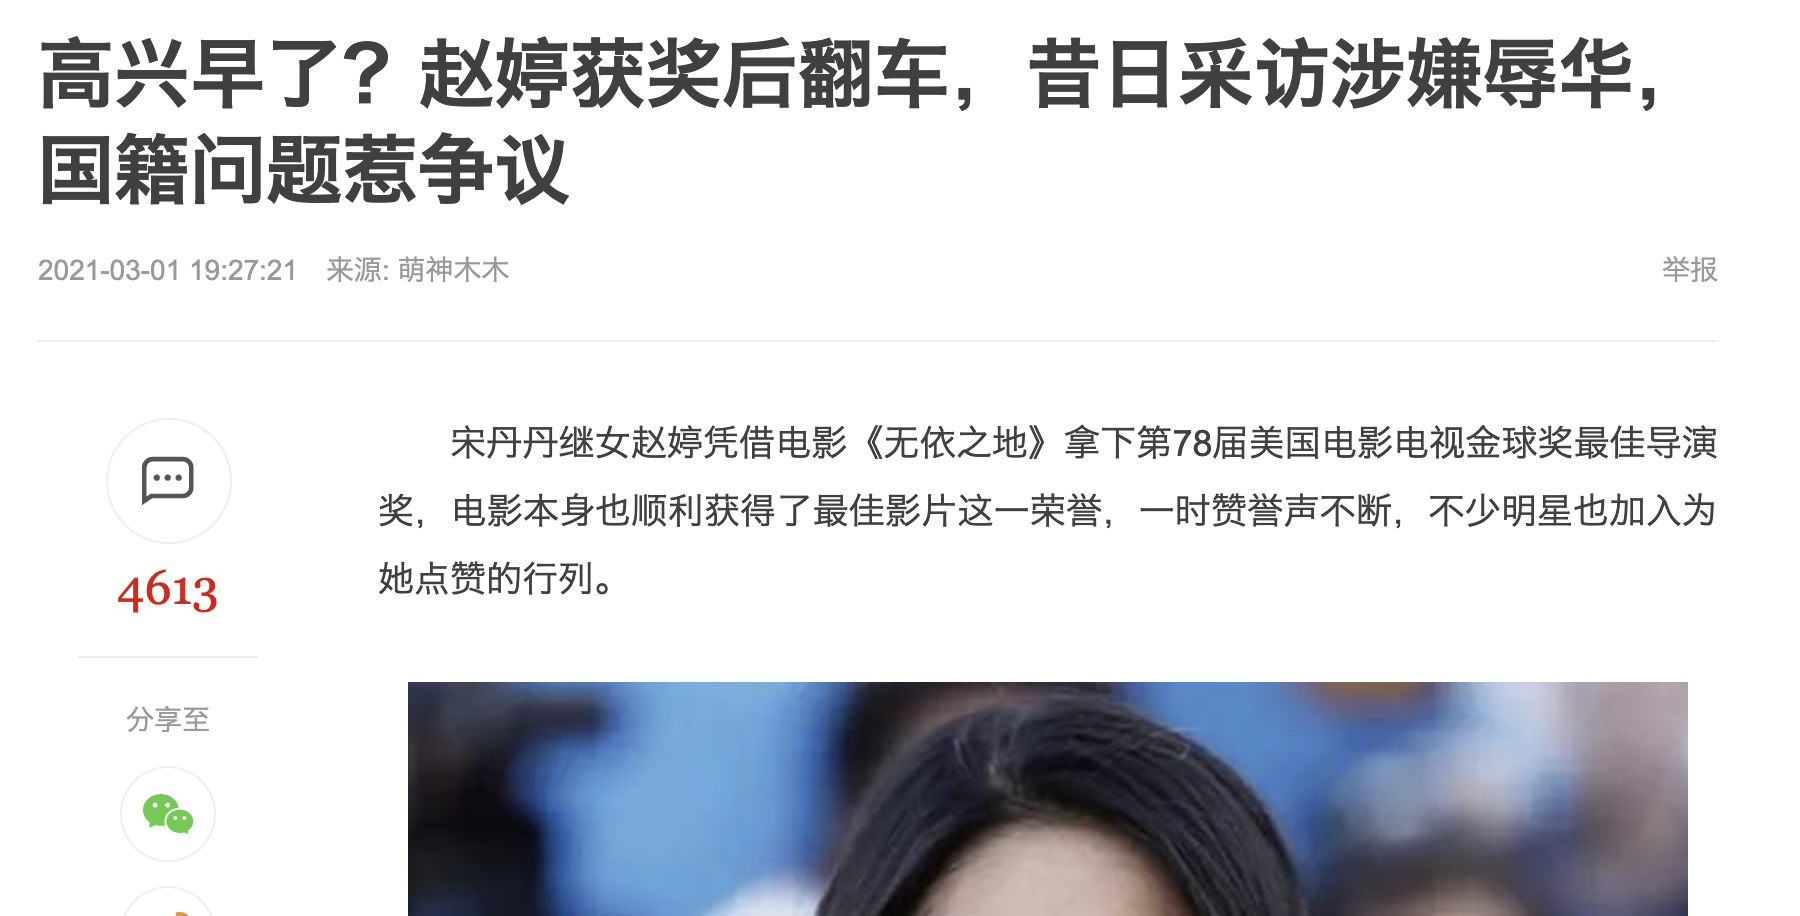 高兴早了？赵婷获奖后翻车，昔日采访涉嫌辱华，
国籍问题惹争议
2021-03-01 19:27:21 来源: 萌神木木
举报
宋丹丹继女赵婷凭借电影《无依之地》拿下第78届美国电影电视金球奖最佳导演
奖，电影本身也顺利获得了最佳影片这一荣誉，一时赞誉声不断，不少明星也加入为
她点赞的行列。
4613
分享至